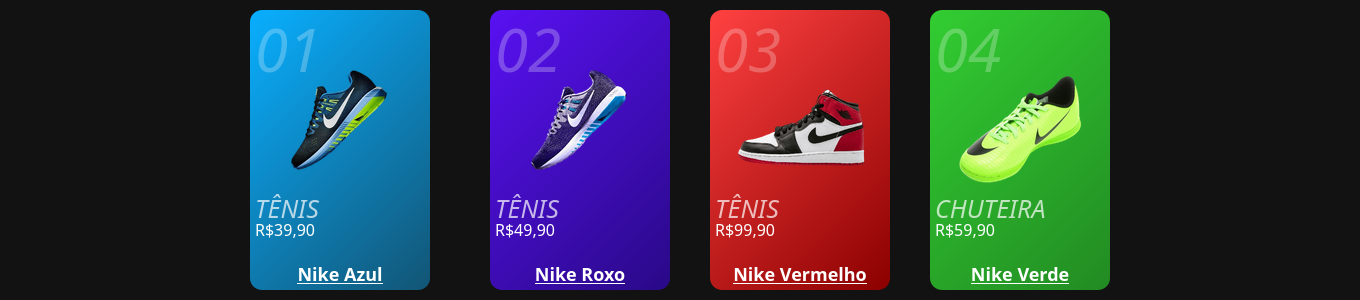 01
TÊNIS
R$39,90
Nike Azul
02
TÊNIS
R$49,90
Nike Roxo
03
TÊNIS
R$99,90
Nike Vermelho
04
CHUTEIRA
R$59,90
Nike Verde